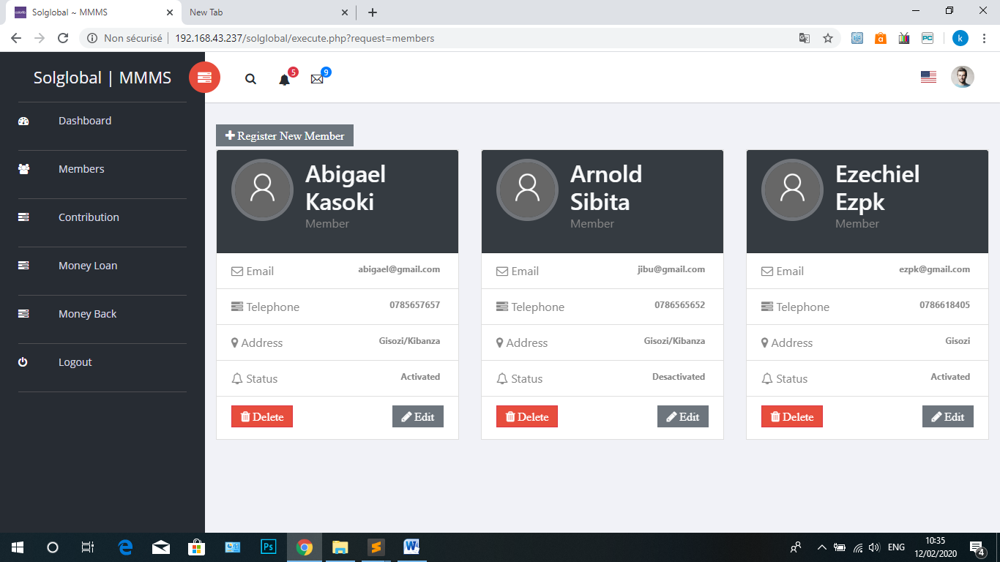 Solglobal ~ MMMS
New Tab
Non sécurisé
192.168.43.237/solglobal/execute.php?request=members
PC
k
Solglobal | MMMS
5
9
Dashboard
Members
Contribution
Money Loan
Money Back
Logout
Register New Member
Abigael
Kasoki
Member
Email abigael@gmail.com
Telephone 0785657657
Address Gisozi/Kibanza
Status Activated
Delete Edit
Arnold
Sibita
Member
Email jibu@gmail.com
Telephone 0786565652
Address Gisozi/Kibanza
Status Desactivated
Delete Edit
Ezechiel
Ezpk
Member
Email ezpk@gmail.com
Telephone 0786618405
Address Gisozi
Status Activated
Delete Edit
Ps
W
ENG
10:35
12/02/2020
4